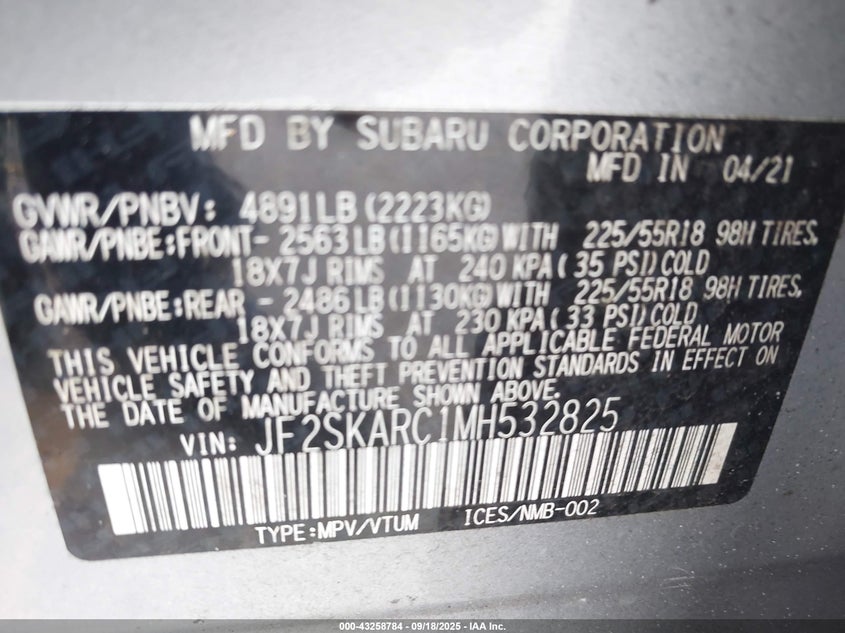 MFD BY SUBARU CORPORATION
MFD IN 04/21
GVWR/PNBV: 4891LB(2223KG)
GAWR/PNBE:FRONT- 2563LB(1165KG)WITH 225/55R18 98H TIRES,
18X7J RIMS AT 240 KPA(35 PSI)COLD
GAWR/PNBE:REAR - 2486LB(1130KG)WITH 225/55R18 98H TIRES,
18X7J RIMS AT 230 KPA(33 PSI)COLD
THIS VEHICLE CONFORMS TO ALL APPLICABLE FEDERAL MOTOR
VEHICLE SAFETY AND THEFT PREVENTION STANDARDS IN EFFECT ON
THE DATE OF MANUFACTURE SHOWN ABOVE.
VIN: JF2SKARC1MH532825
TYPE:MPV/VTUM ICES/NMB-002
000-43258784 - 09/18/2025 - IAA Inc.